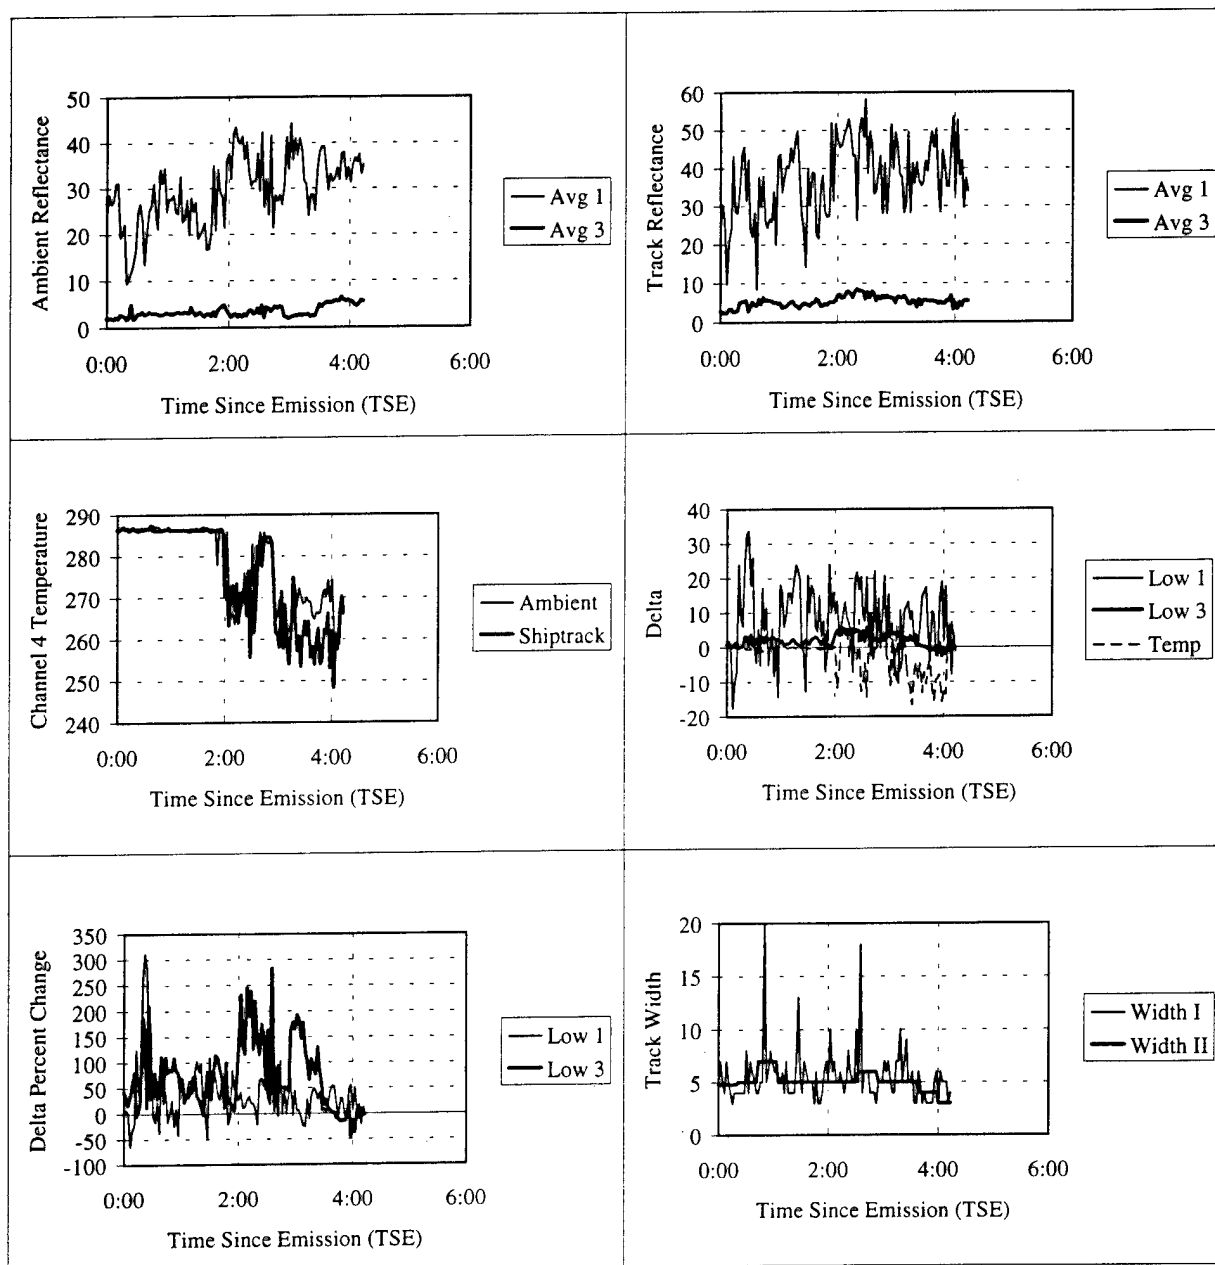 Ambient Reflectance
50
40
30
20
10
0
0:00 2:00 4:00 6:00
Time Since Emission (TSE)
Avg 1
Avg 3
Track Reflectance
60
50
40
30
20
10
0
0:00 2:00 4:00 6:00
Time Since Emission (TSE)
Avg 1
Avg 3
Channel 4 Temperature
290
280
270
260
250
240
0:00 2:00 4:00 6:00
Time Since Emission (TSE)
Ambient
Shiptrack
Delta
40
30
20
10
0
-10
-20
0:00 2:00 4:00 6:00
Time Since Emission (TSE)
Low 1
Low 3
Temp
Delta Percent Change
350
300
250
200
150
100
50
0
-50
-100
0:00 2:00 4:00 6:00
Time Since Emission (TSE)
Low 1
Low 3
Track Width
20
15
10
5
0
0:00 2:00 4:00 6:00
Time Since Emission (TSE)
Width I
Width II